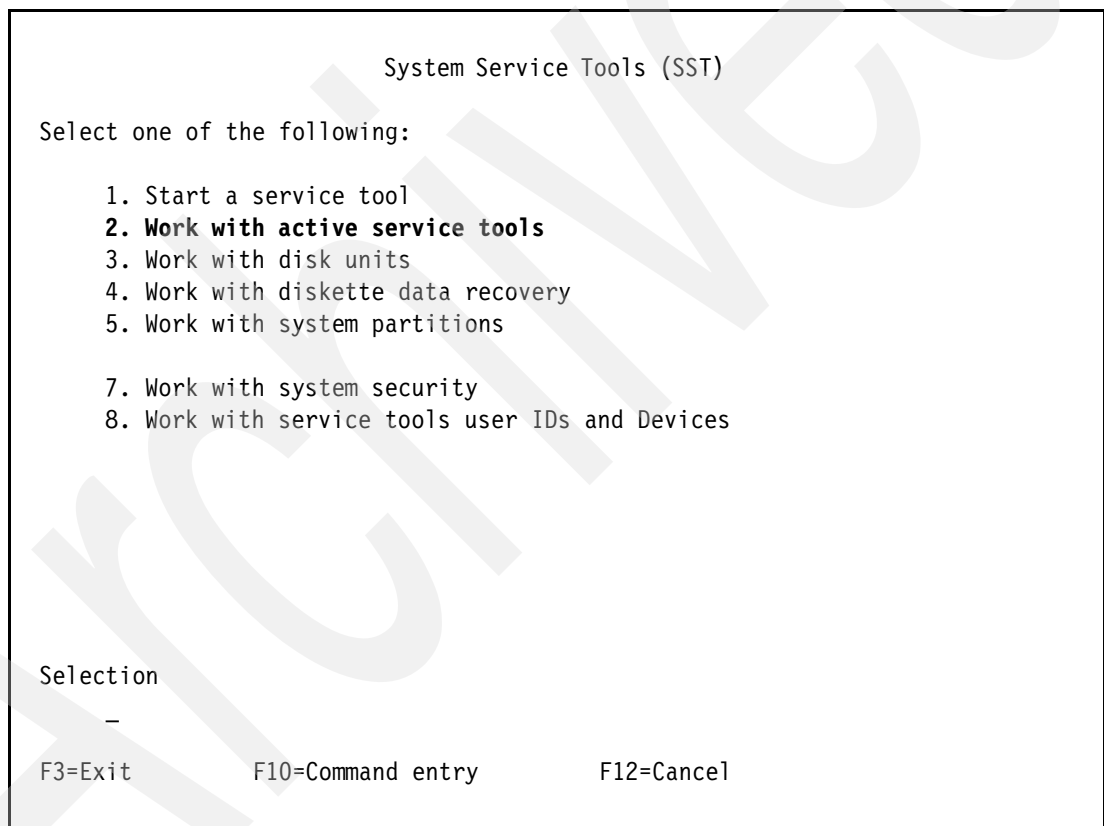 System Service Tools (SST)
Select one of the following:
1. Start a service tool
2. Work with active service tools
3. Work with disk units
4. Work with diskette data recovery
5. Work with system partitions
7. Work with system security
8. Work with service tools user IDs and Devices
Selection
_
F3=Exit F10=Command entry F12=Cancel